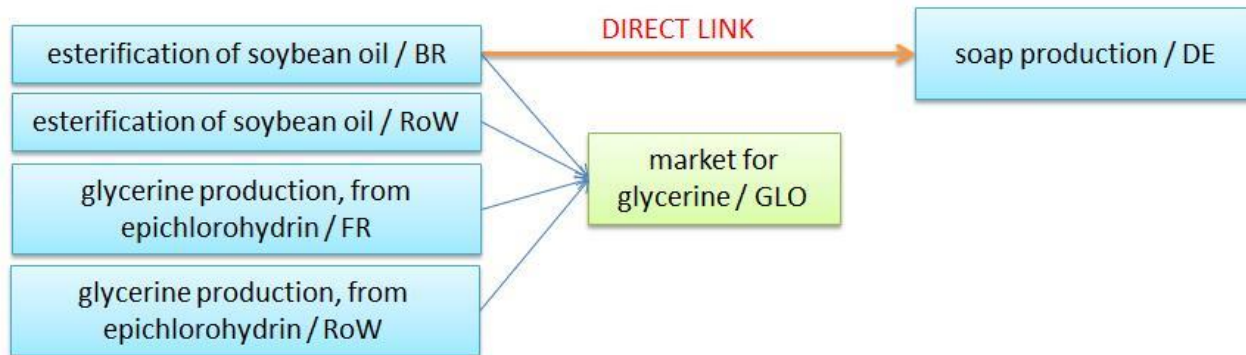 DIRECT LINK
esterification of soybean oil / BR
soap production / DE
esterification of soybean oil / RoW
market for
glycerine / GLO
glycerine production, from
epichlorohydrin / FR
glycerine production, from
epichlorohydrin / RoW